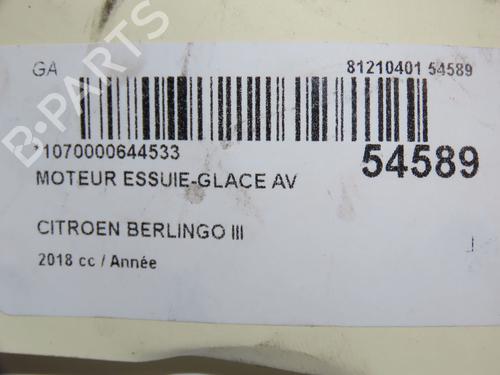 GA
81210401 54589
*1070000644533
54589
MOTEUR ESSUIE-GLACE AV
CITROEN BERLINGO III
2018 cc / Année
B-PARTS